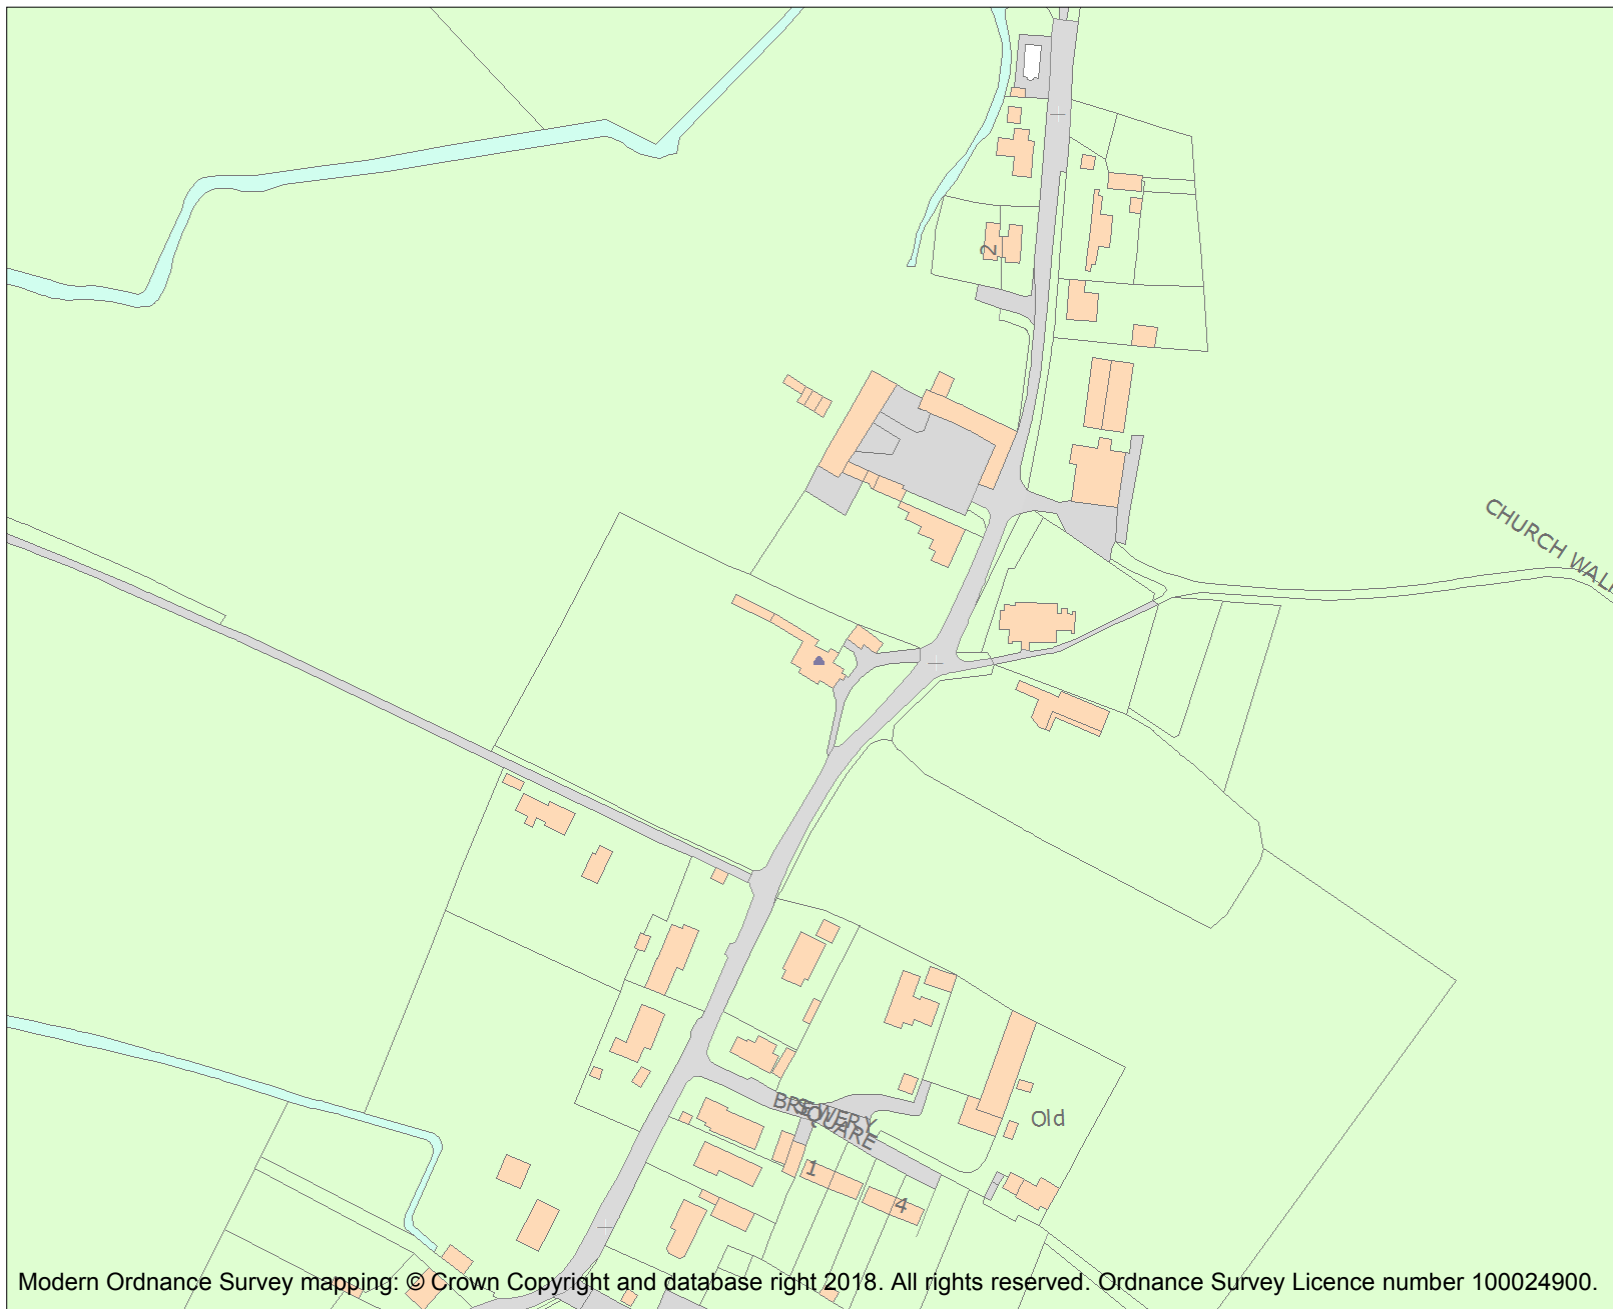 2
CHURCH WALK
BREWERY
SQUARE
Old
1
4
Modern Ordnance Survey mapping: © Crown Copyright and database right 2018. All rights reserved. Ordnance Survey Licence number 100024900.